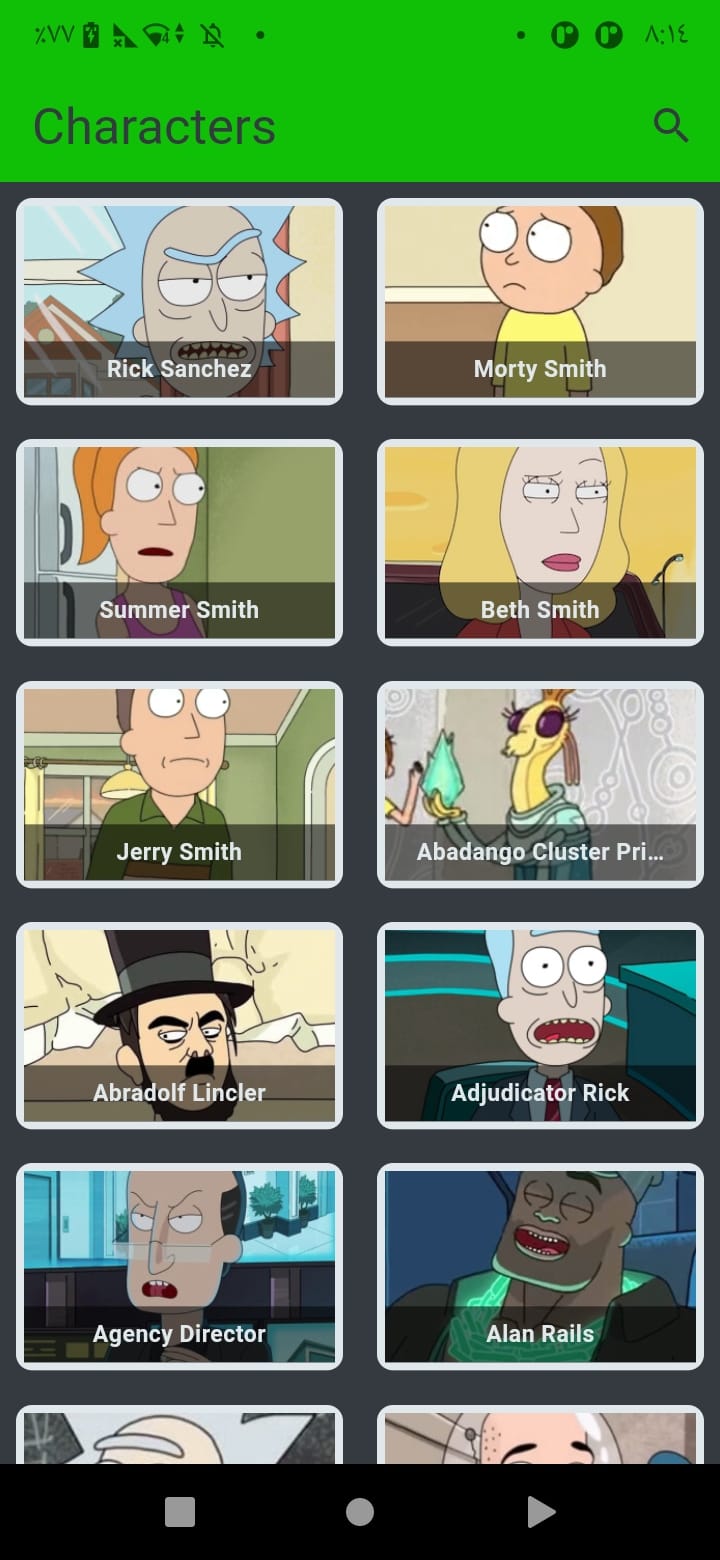 ٪٧٧
4
٨:١٤
Characters
Rick Sanchez
Morty Smith
Summer Smith
Beth Smith
Jerry Smith
Abadango Cluster Pri...
Abradolf Lincler
Adjudicator Rick
Agency Director
Alan Rails